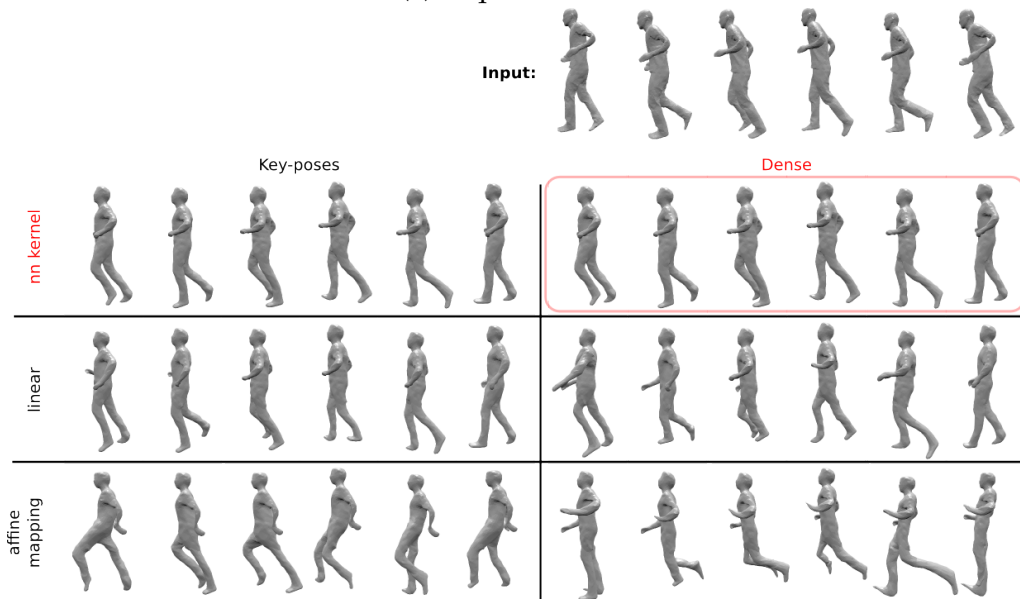 Input:
Key-poses
Dense
nn kernel
linear
affine
mapping